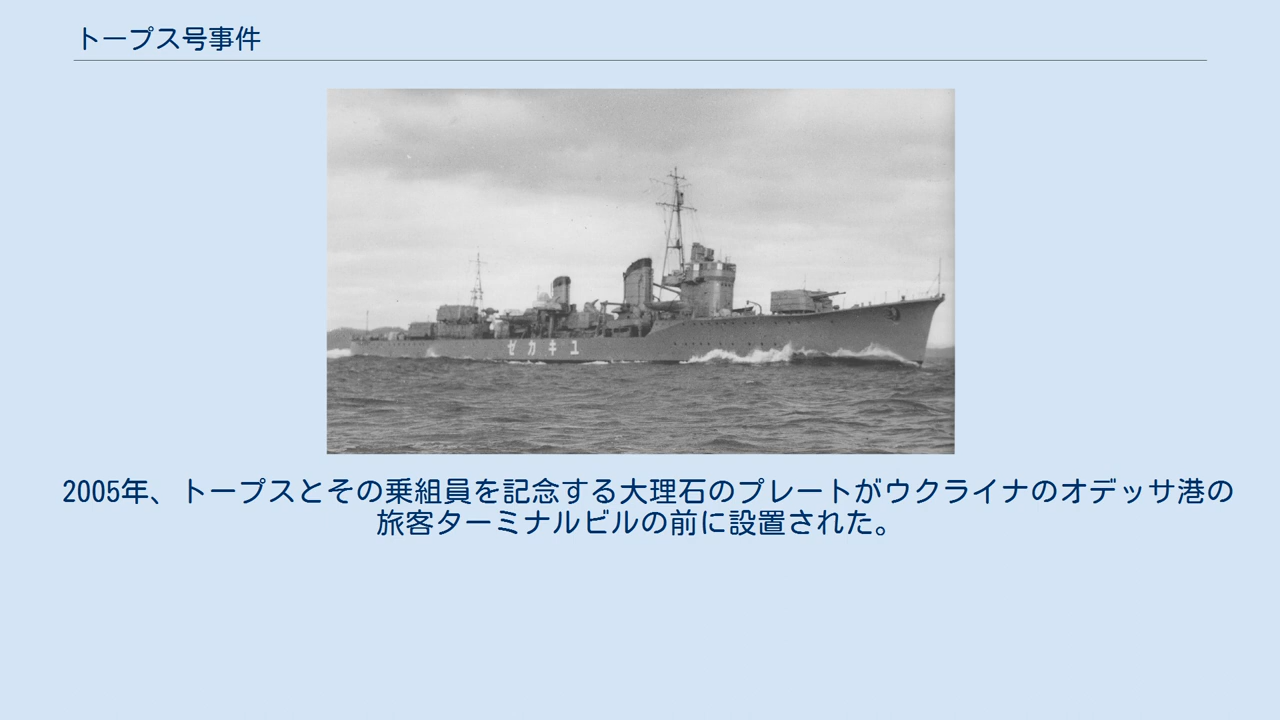 トープス号事件
ゼカキユ
2005年、トープスとその乗組員を記念する大理石のプレートがウクライナのオデッサ港の
旅客ターミナルビルの前に設置された。